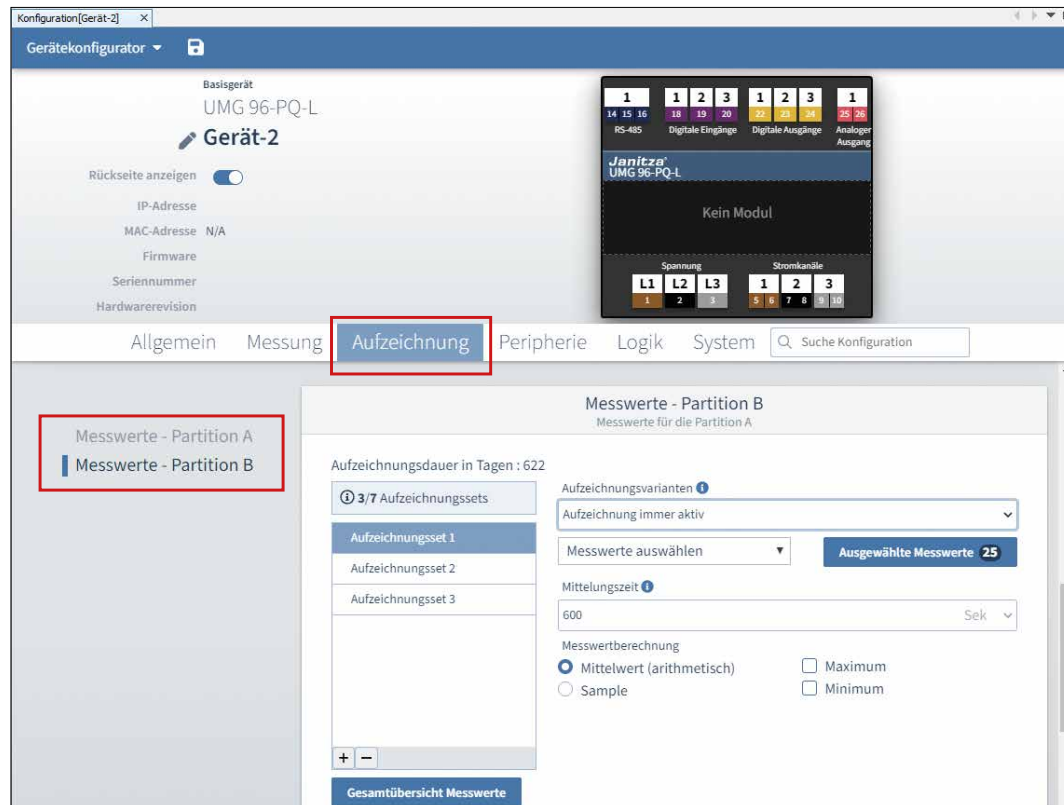 Konfiguration[Gerät-2]
Gerätekonfigurator
Basisgerät
UMG 96-PQ-L
Gerät-2
Rückseite anzeigen
IP-Adresse
MAC-Adresse N/A
Firmware
Seriennummer
Hardwarerevision
1 1 2 3 1 2 3 1
14 15 16 18 19 20 22 23 24 25 26
RS-485 Digitale Eingänge Digitale Ausgänge Analoger
Ausgang
Janitza®
UMG 96-PQ-L
Kein Modul
Spannung Stromkanäle
L1 L2 L3 1 2 3
1 2 3 5 6 7 8 9 10
Allgemein Messung Aufzeichnung Peripherie Logik System Suche Konfiguration
Messwerte - Partition A
Messwerte - Partition B
Messwerte - Partition B
Messwerte für die Partition A
Aufzeichnungsdauer in Tagen : 622
3/7 Aufzeichnungssets
Aufzeichnungsset 1
Aufzeichnungsset 2
Aufzeichnungsset 3
+ −
Gesamtübersicht Messwerte
Aufzeichnungsvarianten
Aufzeichnung immer aktiv
Messwerte auswählen Ausgewählte Messwerte 25
Mittelungszeit
600 Sek
Messwertberechnung
Mittelwert (arithmetisch) Maximum
Sample Minimum